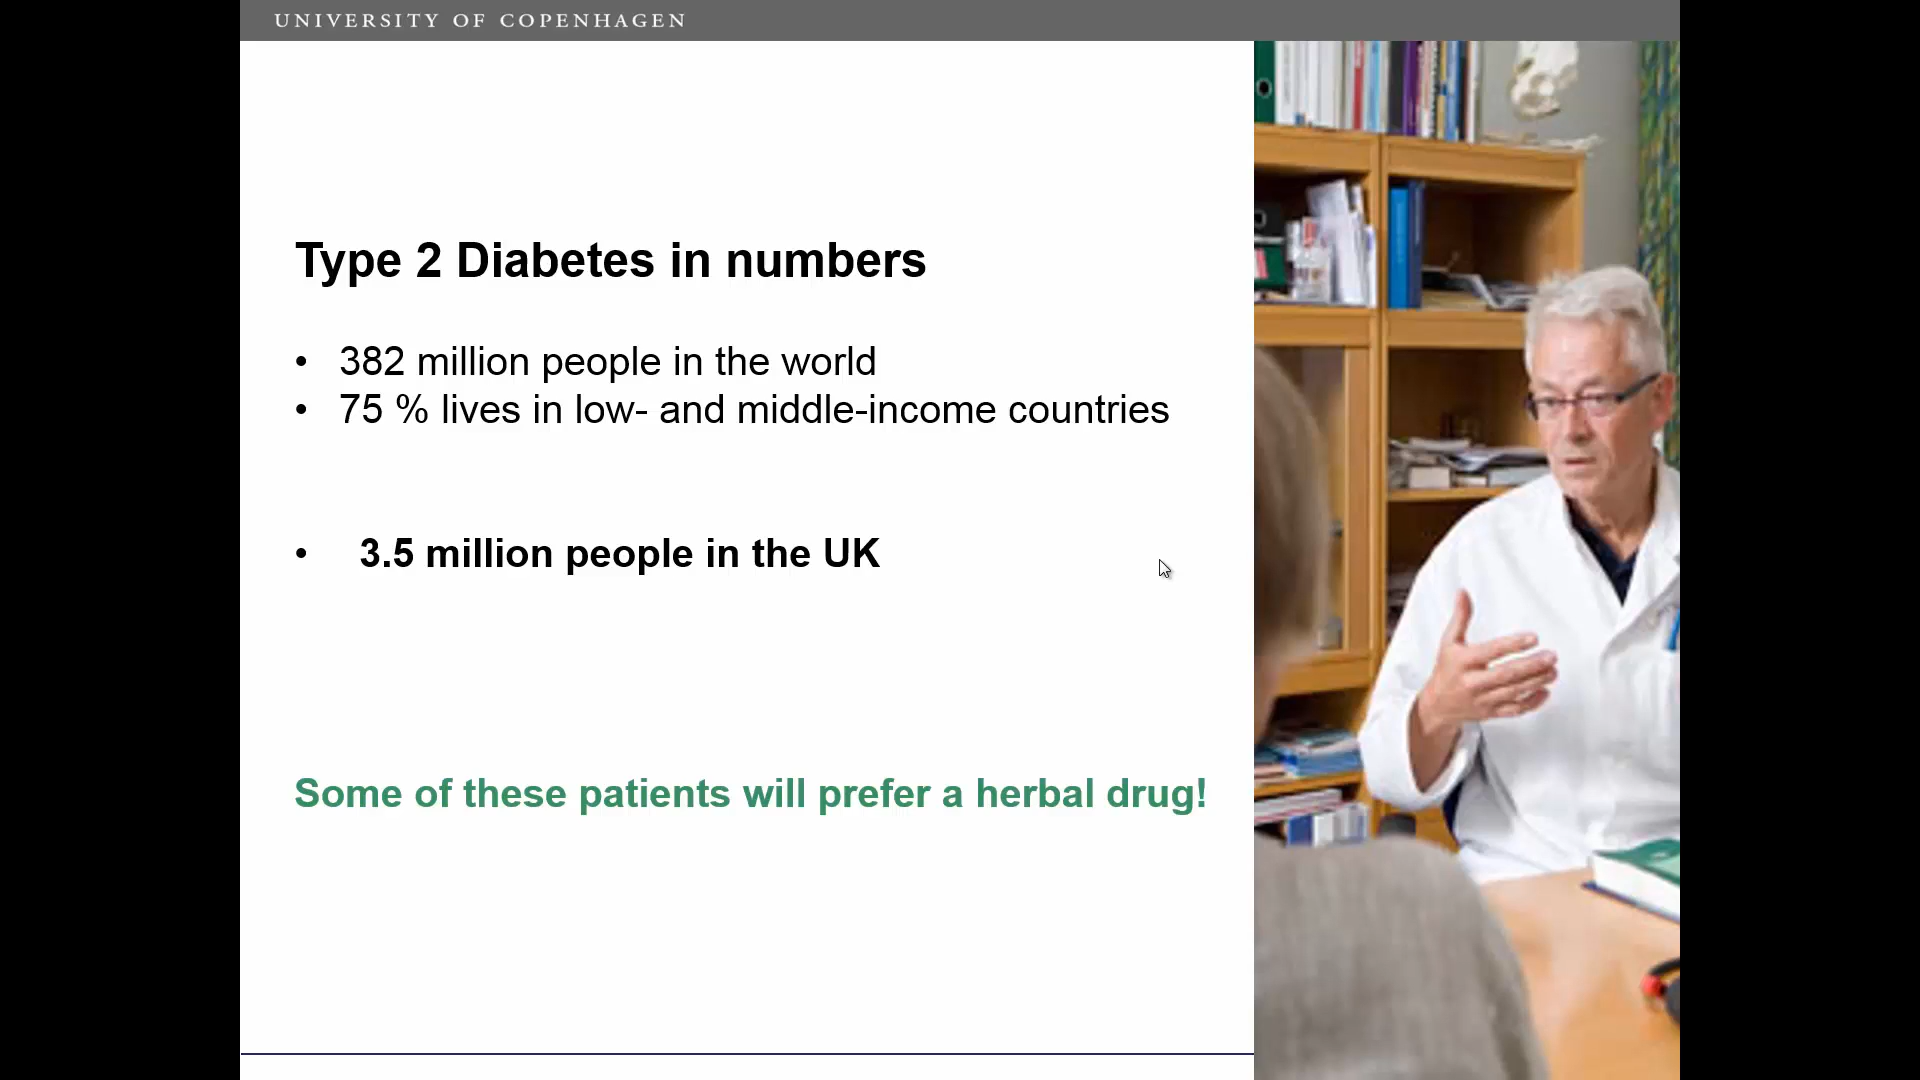 UNIVERSITY OF COPENHAGEN
Type 2 Diabetes in numbers
• 382 million people in the world
• 75 % lives in low- and middle-income countries
• 3.5 million people in the UK
Some of these patients will prefer a herbal drug!